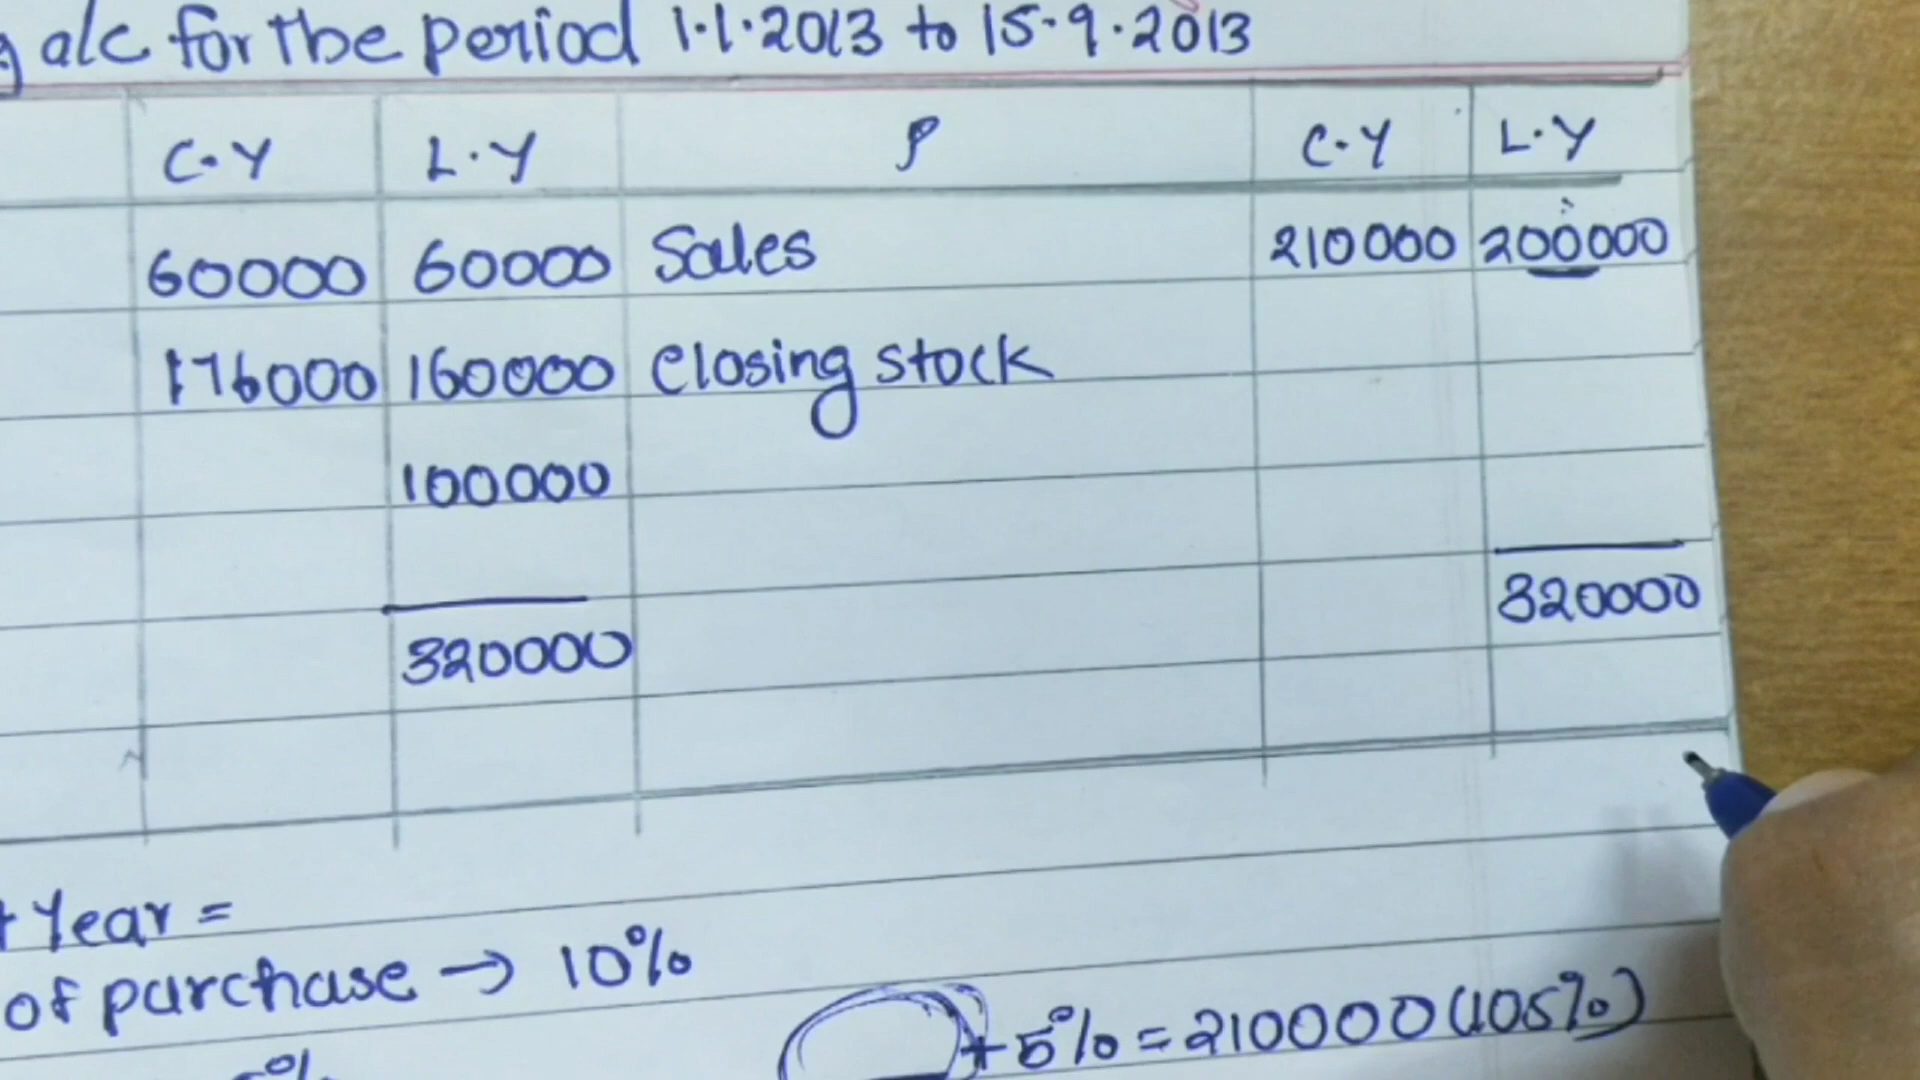 a/c for the period 1.1.2013 to 15.9.2013
C.Y L.Y P C.Y L.Y
60000 60000 Sales 210000 200000
176000 160000 Closing stock
100000
320000 320000
Year =
of purchase → 10%
+5% = 210000 (105%)
%